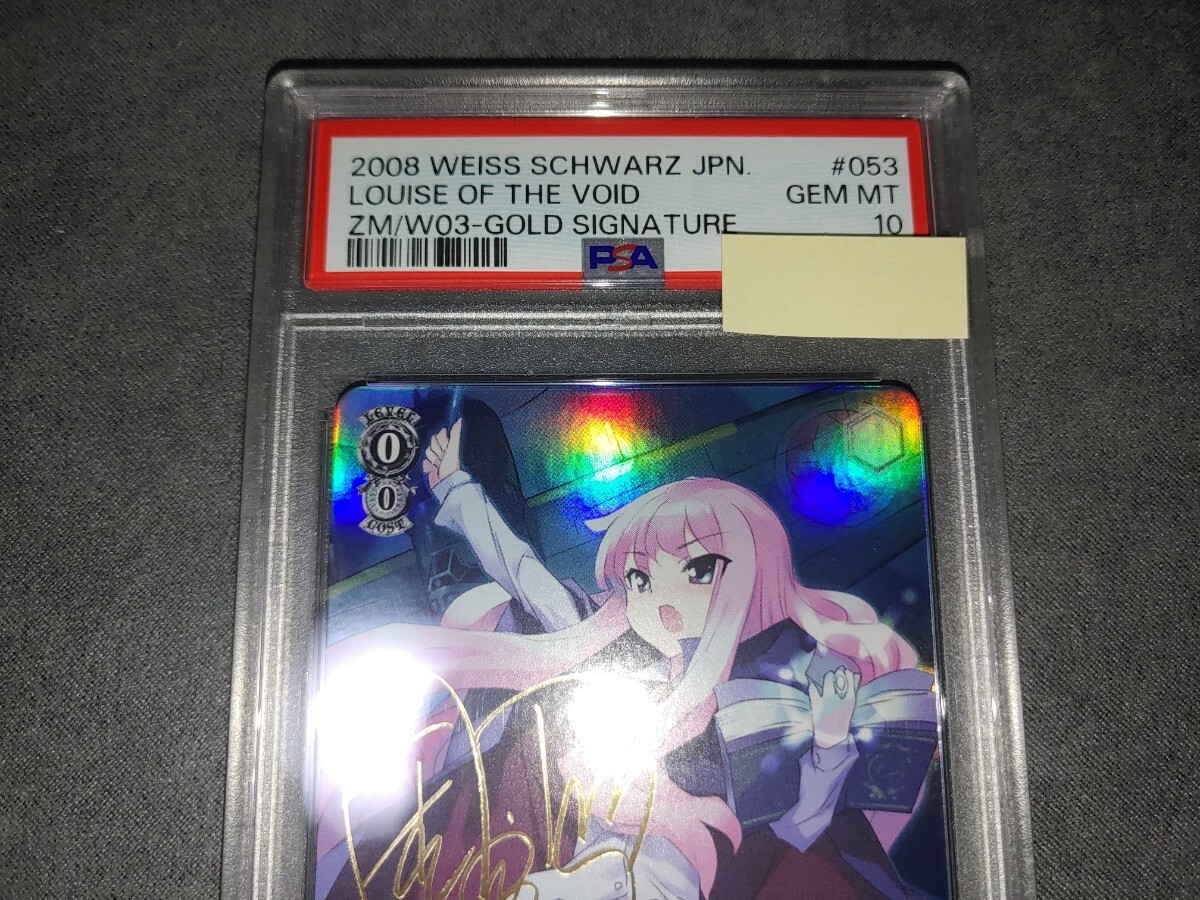 2008 WEISS SCHWARZ JPN. #053
LOUISE OF THE VOID GEM MT
ZM/W03-GOLD SIGNATURE 10
PSA
LEVEL
0
0
COST